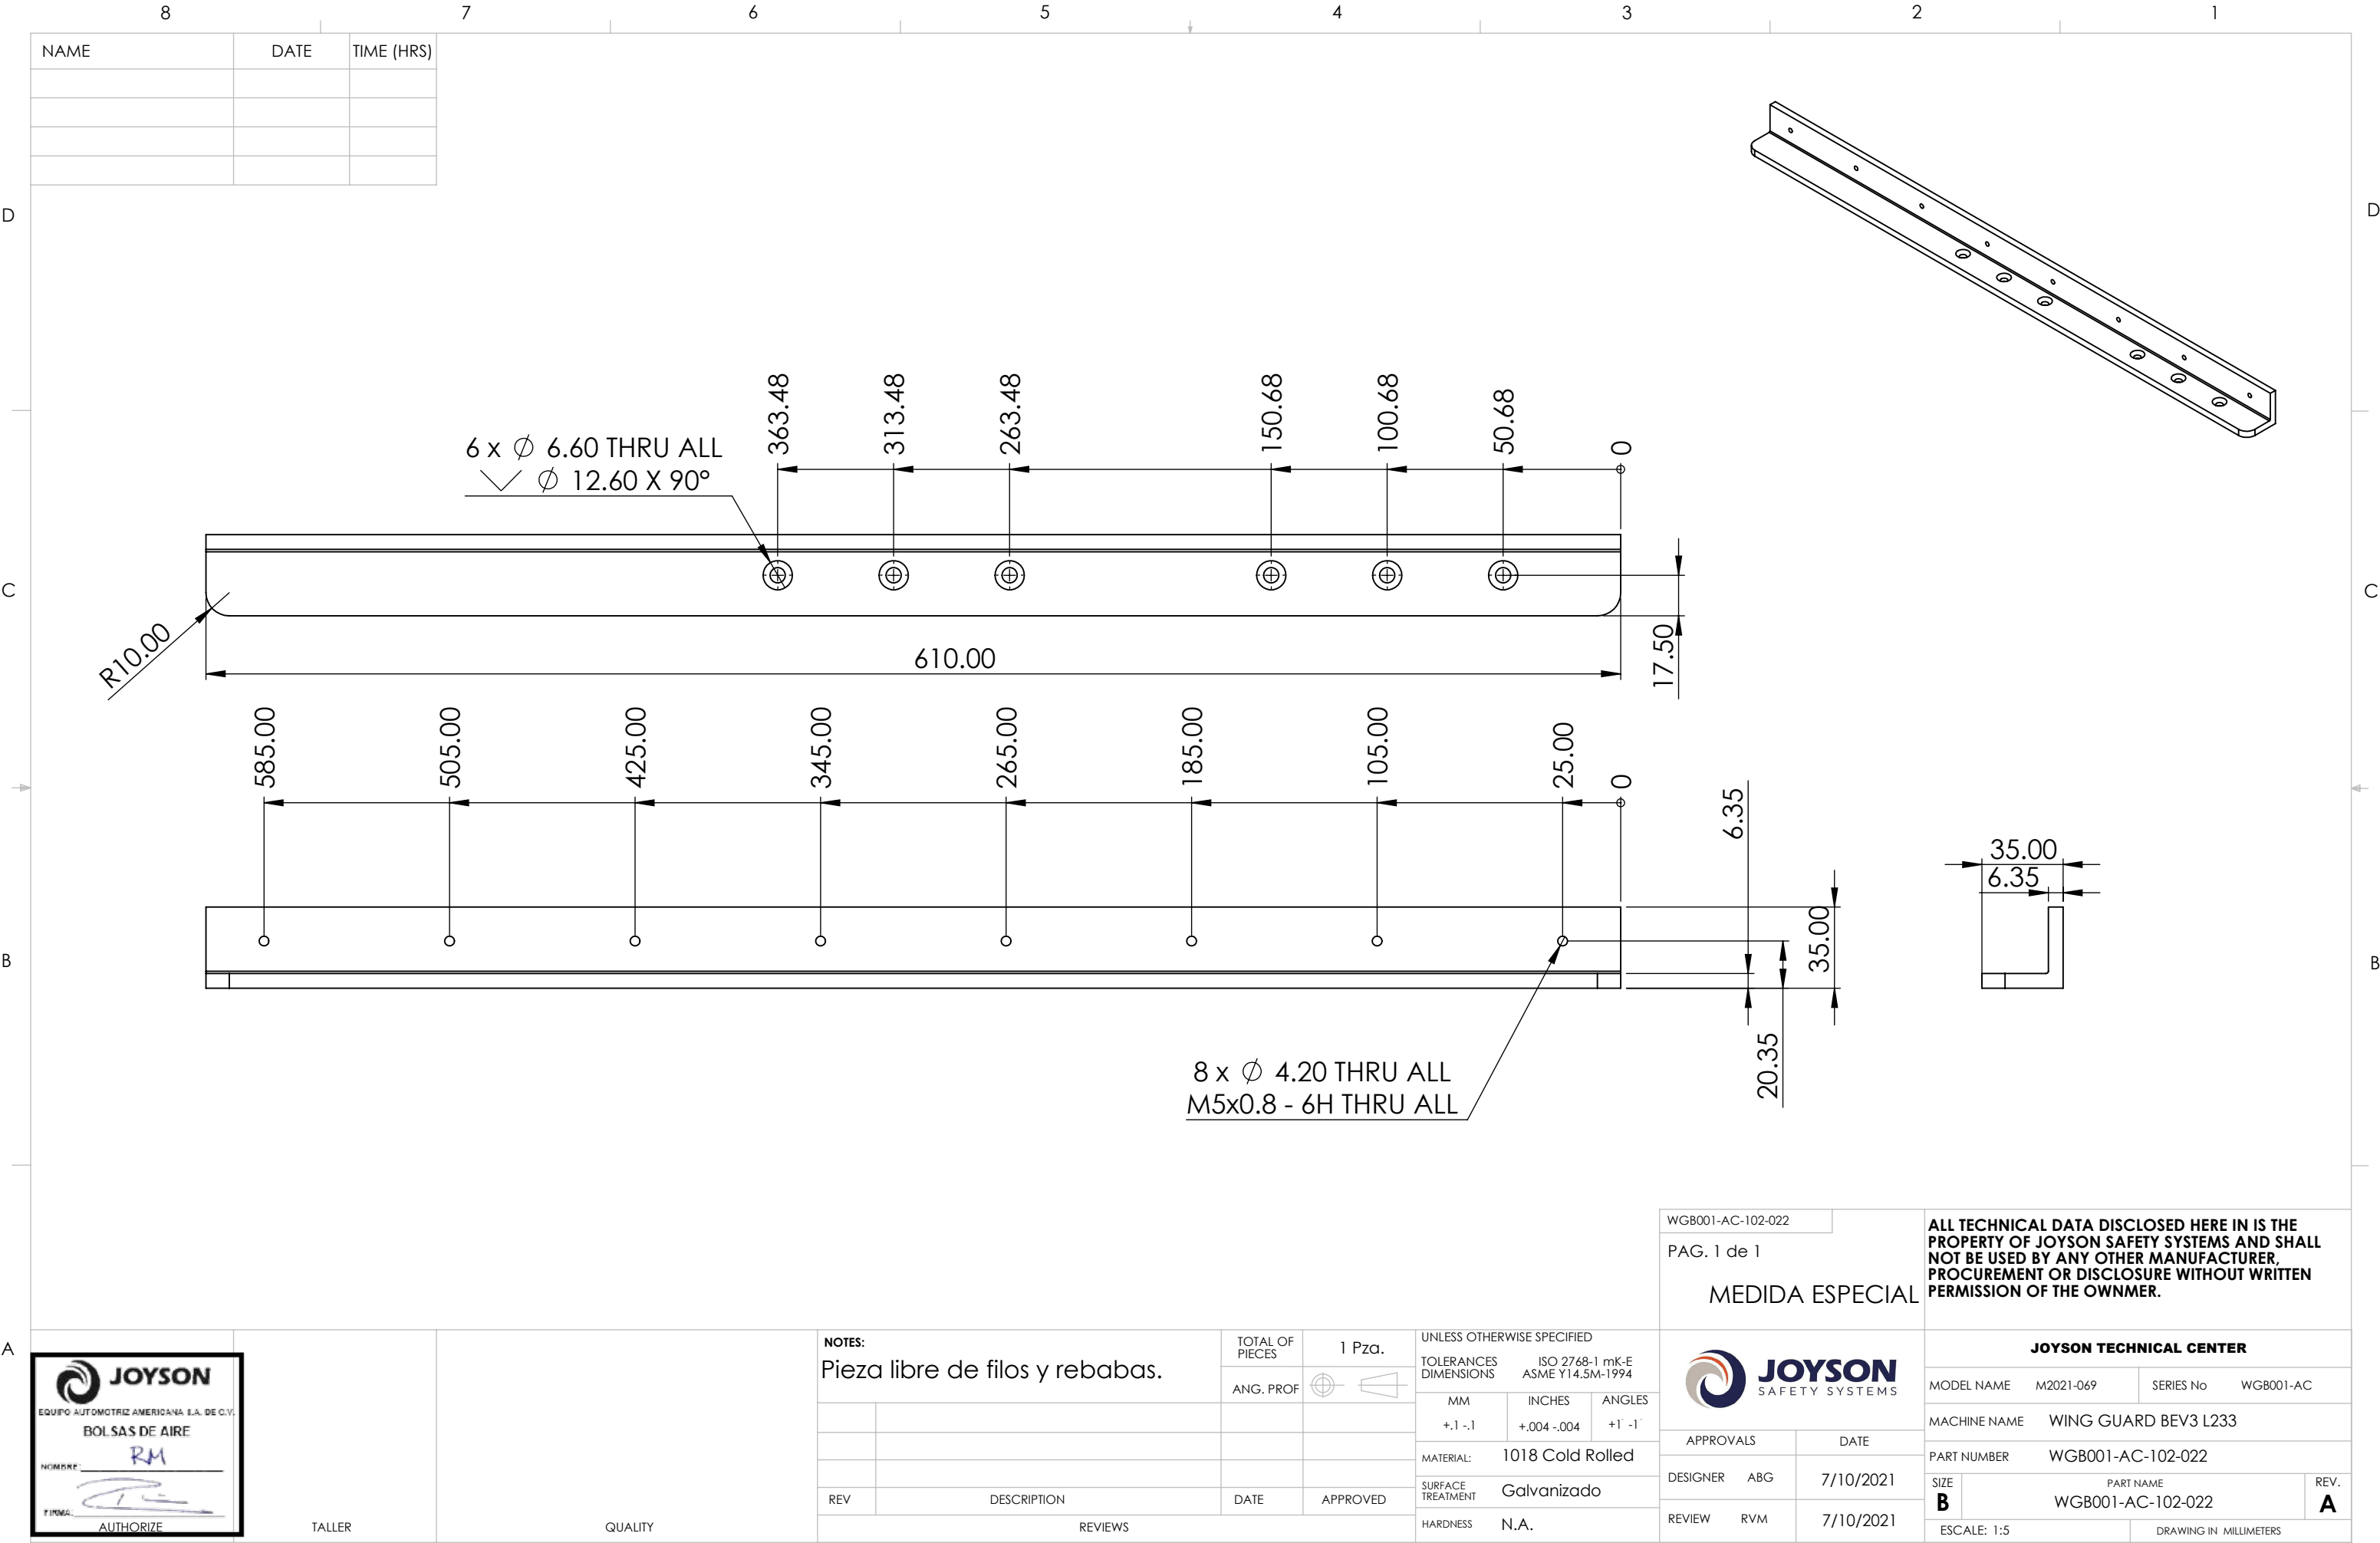 8 7 6 5 4 3 2 1
NAME DATE TIME (HRS)
D D
363.48
313.48
263.48
150.68
100.68
50.68
0
6 x ∅ 6.60 THRU ALL
⌵ ∅ 12.60 X 90°
C C
R10.00
610.00
17.50
585.00
505.00
425.00
345.00
265.00
185.00
105.00
25.00
0
6.35
35.00
6.35
35.00
B B
20.35
8 x ∅ 4.20 THRU ALL
M5x0.8 - 6H THRU ALL
WGB001-AC-102-022
PAG. 1 de 1
MEDIDA ESPECIAL
ALL TECHNICAL DATA DISCLOSED HERE IN IS THE
PROPERTY OF JOYSON SAFETY SYSTEMS AND SHALL
NOT BE USED BY ANY OTHER MANUFACTURER,
PROCUREMENT OR DISCLOSURE WITHOUT WRITTEN
PERMISSION OF THE OWNMER.
A
JOYSON
EQUIPO AUTOMOTRIZ AMERICANA S.A. DE C.V.
BOLSAS DE AIRE
NOMBRE: RM
FIRMA:
AUTHORIZE
TALLER
QUALITY
NOTES:
Pieza libre de filos y rebabas.
REV DESCRIPTION DATE APPROVED
REVIEWS
TOTAL OF
PIECES
1 Pza.
ANG. PROF
UNLESS OTHERWISE SPECIFIED
TOLERANCES ISO 2768-1 mK-E
DIMENSIONS ASME Y14.5M-1994
MM INCHES ANGLES
+.1 -.1 +.004 -.004 +1° -1°
MATERIAL: 1018 Cold Rolled
SURFACE
TREATMENT
Galvanizado
HARDNESS N.A.
JOYSON
SAFETY SYSTEMS
APPROVALS DATE
DESIGNER ABG 7/10/2021
REVIEW RVM 7/10/2021
JOYSON TECHNICAL CENTER
MODEL NAME M2021-069 SERIES No WGB001-AC
MACHINE NAME WING GUARD BEV3 L233
PART NUMBER WGB001-AC-102-022
SIZE
B
PART NAME
WGB001-AC-102-022
REV.
A
ESCALE: 1:5 DRAWING IN MILLIMETERS